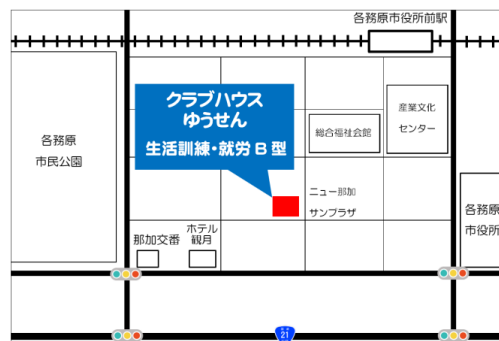 各務原市役所前駅
クラブハウス
ゆうせん
生活訓練・就労B型
産業文化
センター
総合福祉会館
各務原
市民公園
ニュー那加
サンプラザ
各務原
市役所
ホテル
観月
那加交番
21